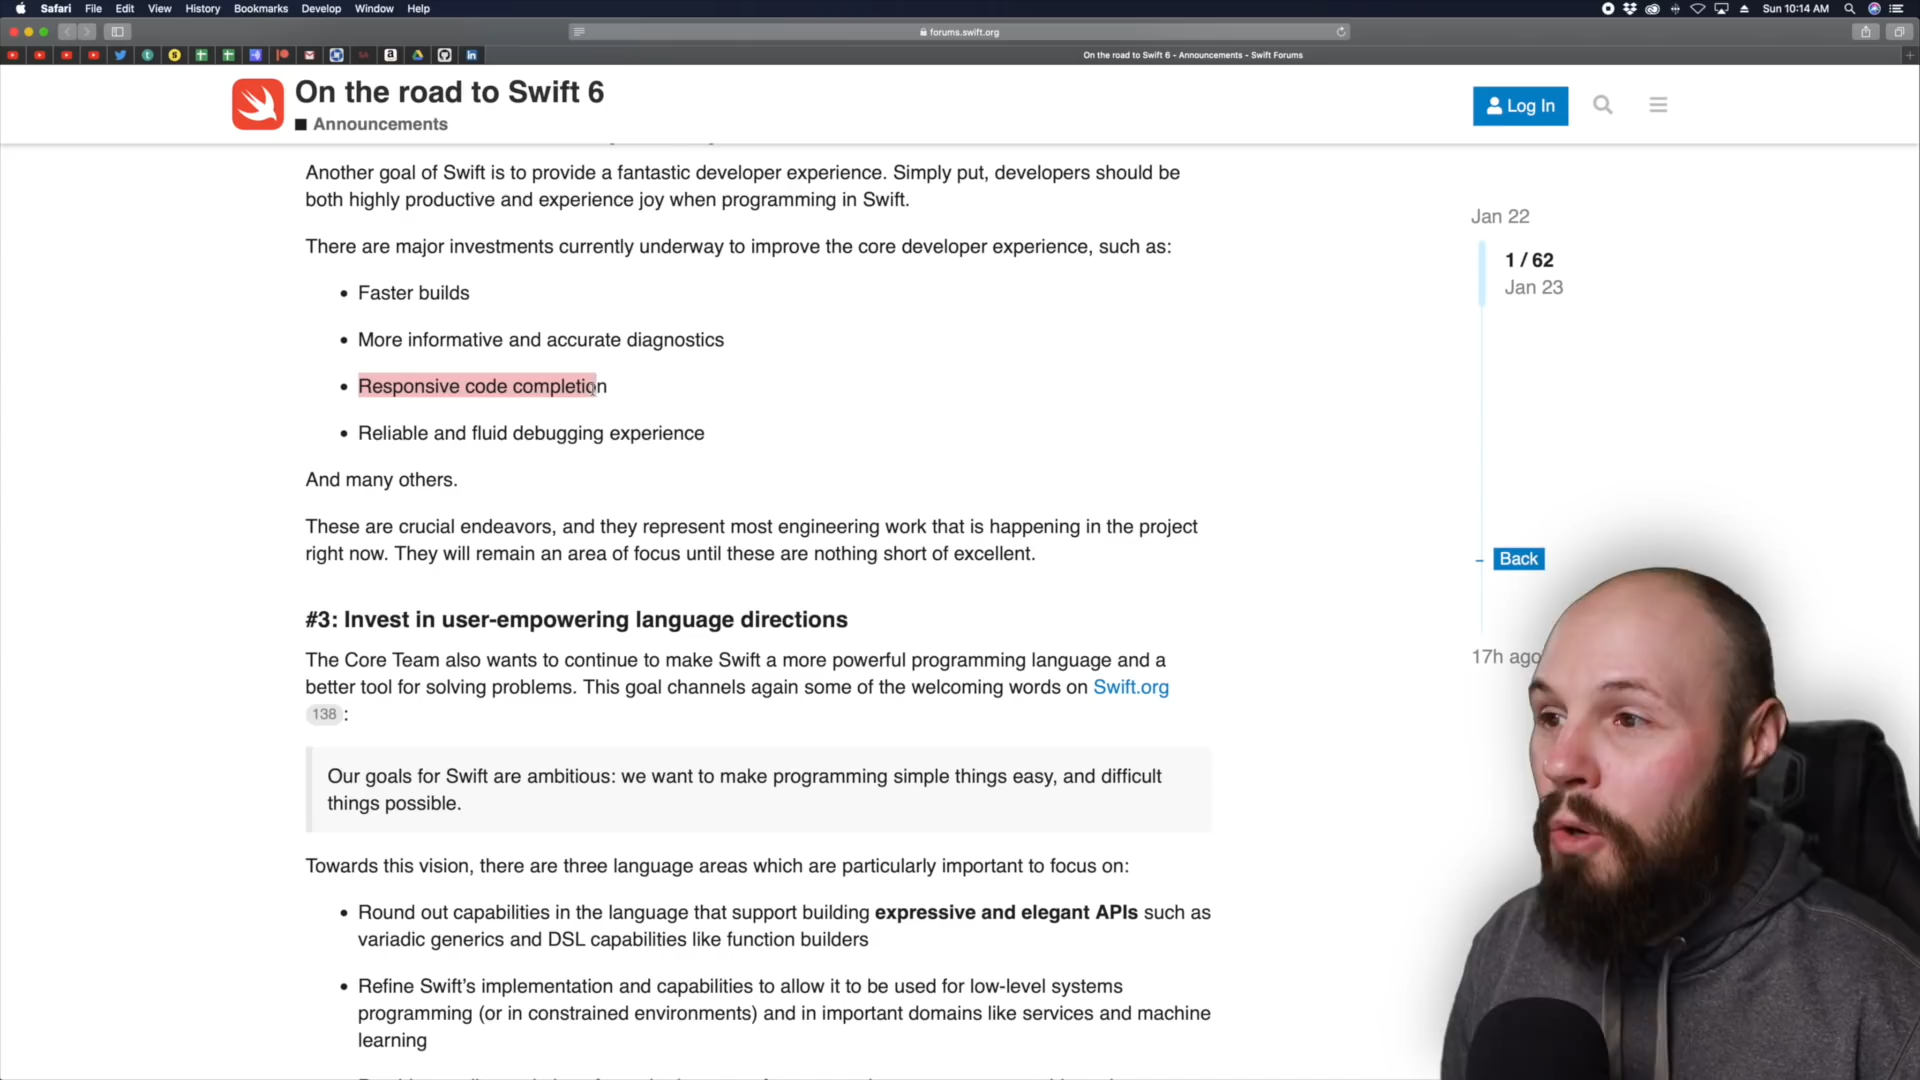 Safari File Edit View History Bookmarks Develop Window Help
Sun 10:14 AM
forums.swift.org
On the road to Swift 6 - Announcements - Swift Forums
On the road to Swift 6
Announcements
Log In
Another goal of Swift is to provide a fantastic developer experience. Simply put, developers should be
both highly productive and experience joy when programming in Swift.
There are major investments currently underway to improve the core developer experience, such as:
• Faster builds
• More informative and accurate diagnostics
• Responsive code completion
• Reliable and fluid debugging experience
And many others.
These are crucial endeavors, and they represent most engineering work that is happening in the project
right now. They will remain an area of focus until these are nothing short of excellent.
#3: Invest in user-empowering language directions
The Core Team also wants to continue to make Swift a more powerful programming language and a
better tool for solving problems. This goal channels again some of the welcoming words on Swift.org
138 :
Our goals for Swift are ambitious: we want to make programming simple things easy, and difficult
things possible.
Towards this vision, there are three language areas which are particularly important to focus on:
• Round out capabilities in the language that support building expressive and elegant APIs such as
variadic generics and DSL capabilities like function builders
• Refine Swift’s implementation and capabilities to allow it to be used for low-level systems
programming (or in constrained environments) and in important domains like services and machine
learning
Jan 22
1 / 62
Jan 23
Back
17h ago